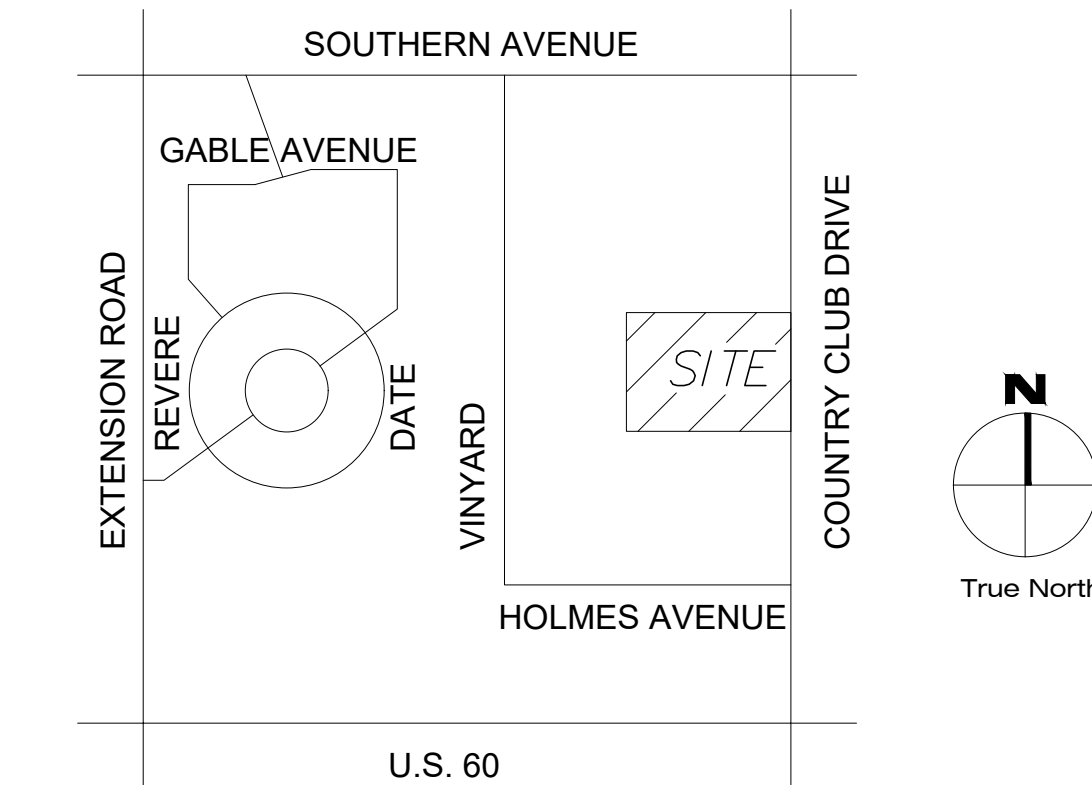 SOUTHERN AVENUE
GABLE AVENUE
EXTENSION ROAD
REVERE
DATE
VINYARD
SITE
COUNTRY CLUB DRIVE
N
True North
HOLMES AVENUE
U.S. 60